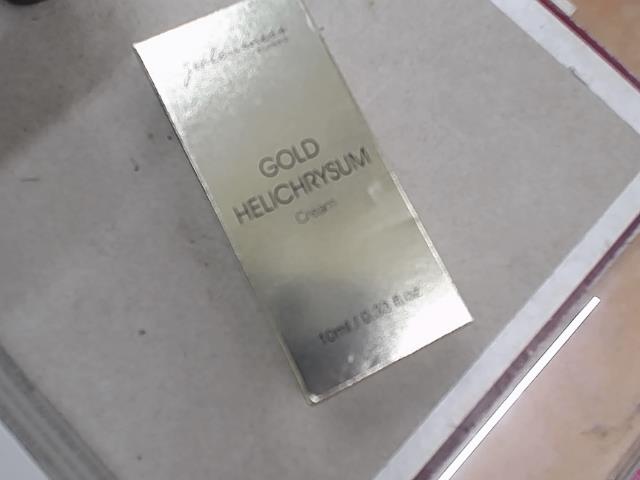 GOLD
HELICHRYSUM
Cream
10ml / 0.33 fl oz